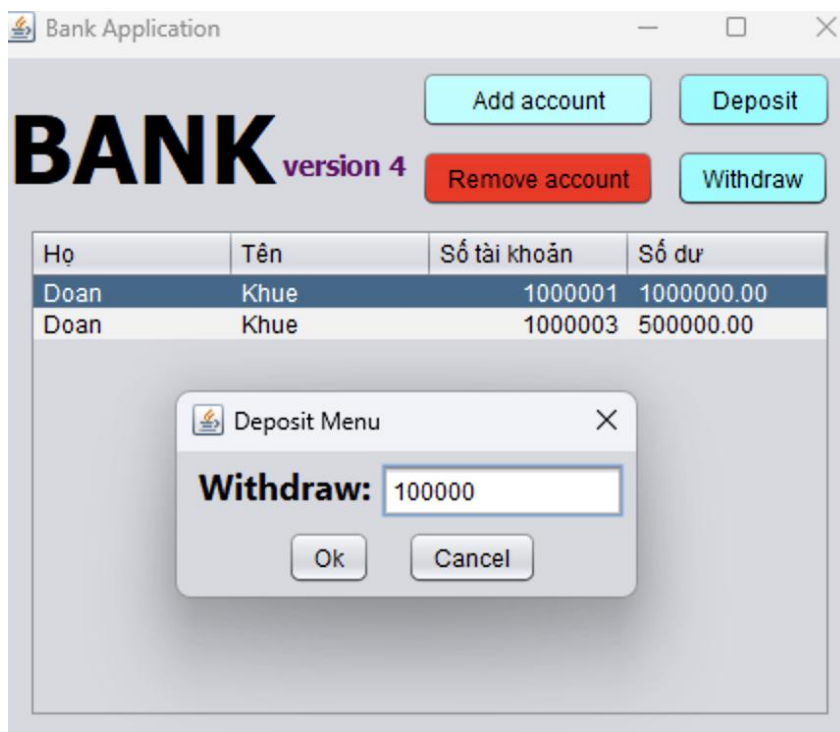 Bank Application
Add account Deposit
BANK version 4
Remove account Withdraw
Họ Tên Số tài khoản Số dư
Doan Khue 1000001 1000000.00
Doan Khue 1000003 500000.00
Deposit Menu
Withdraw: 100000
Ok Cancel